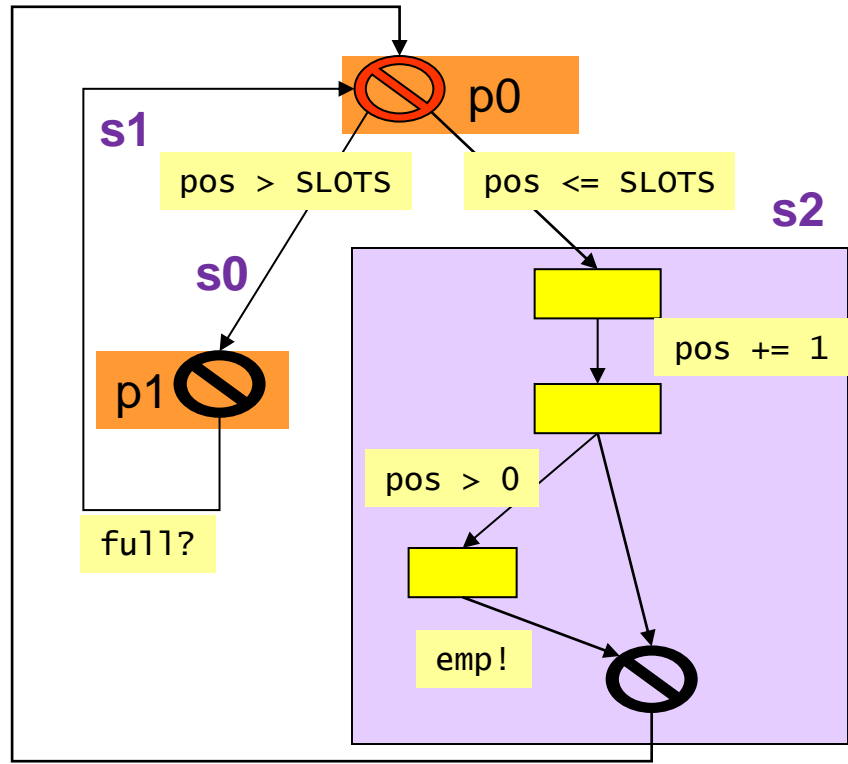 p0
s1
pos > SLOTS
pos <= SLOTS
s2
s0
pos += 1
p1
pos > 0
full?
emp!